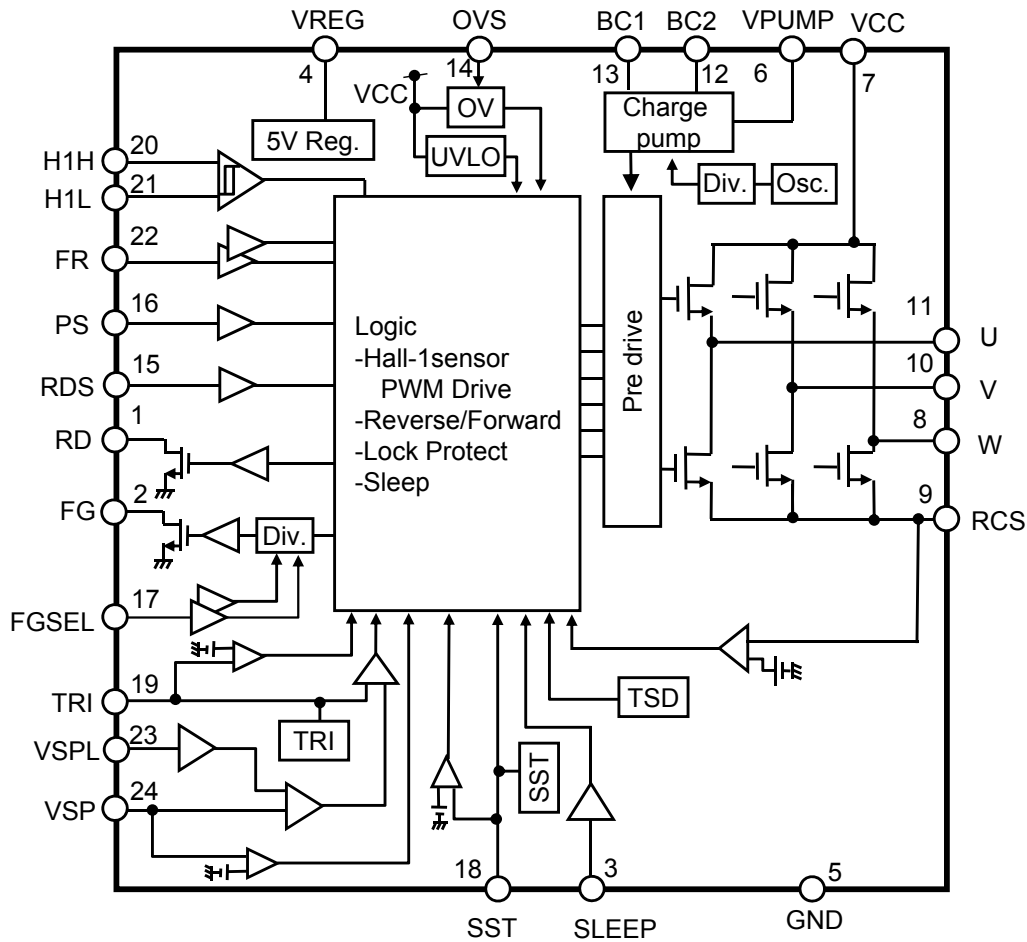 VREG
OVS
BC1
BC2
VPUMP
VCC
4
14
13
12
6
7
VCC
OV
Charge
pump
5V Reg.
UVLO
Div.
Osc.
H1H
20
H1L
21
FR
22
PS
16
RDS
15
RD
1
FG
2
Div.
FGSEL
17
TRI
19
TRI
VSPL
23
VSP
24
Logic
-Hall-1sensor
PWM Drive
-Reverse/Forward
-Lock Protect
-Sleep
Pre drive
11
U
10
V
8
W
9
RCS
TSD
SST
18
SST
3
SLEEP
5
GND